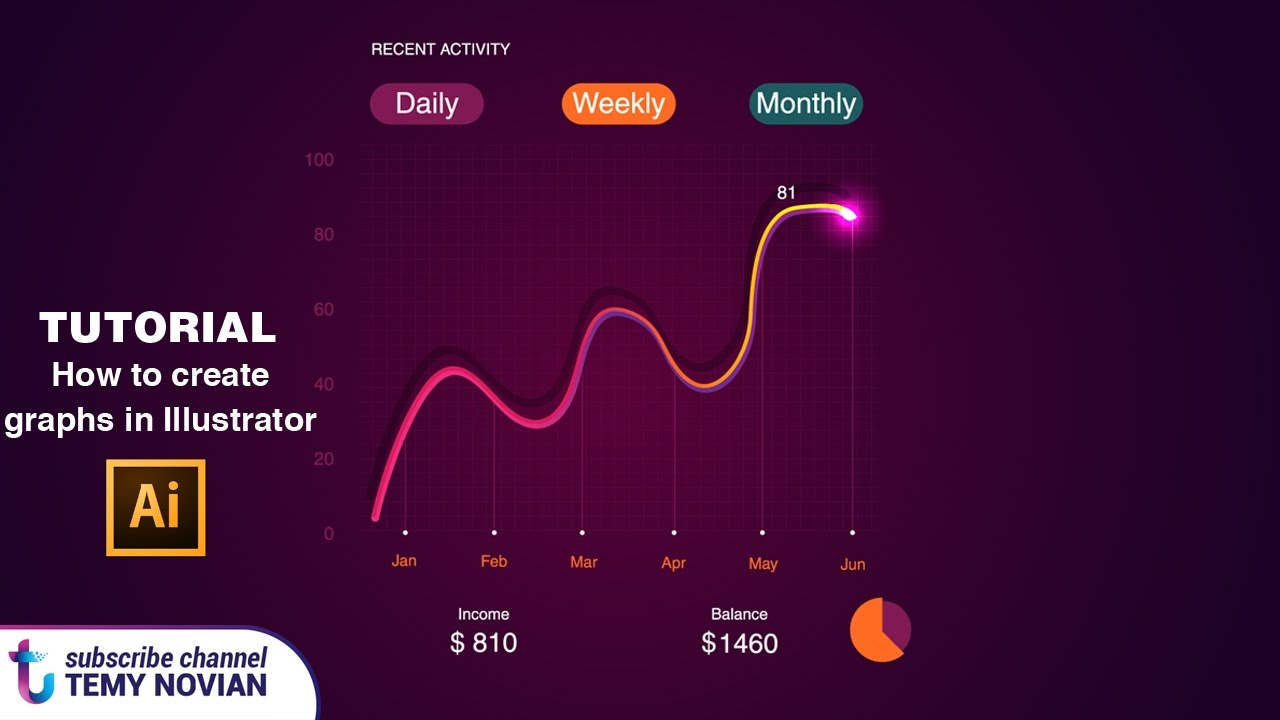 RECENT ACTIVITY
Daily Weekly Monthly
100
81
80
60
40
20
0
TUTORIAL
How to create
graphs in Illustrator
Ai
Jan Feb Mar Apr May Jun
Income Balance
$ 810 $1460
subscribe channel
TEMY NOVIAN